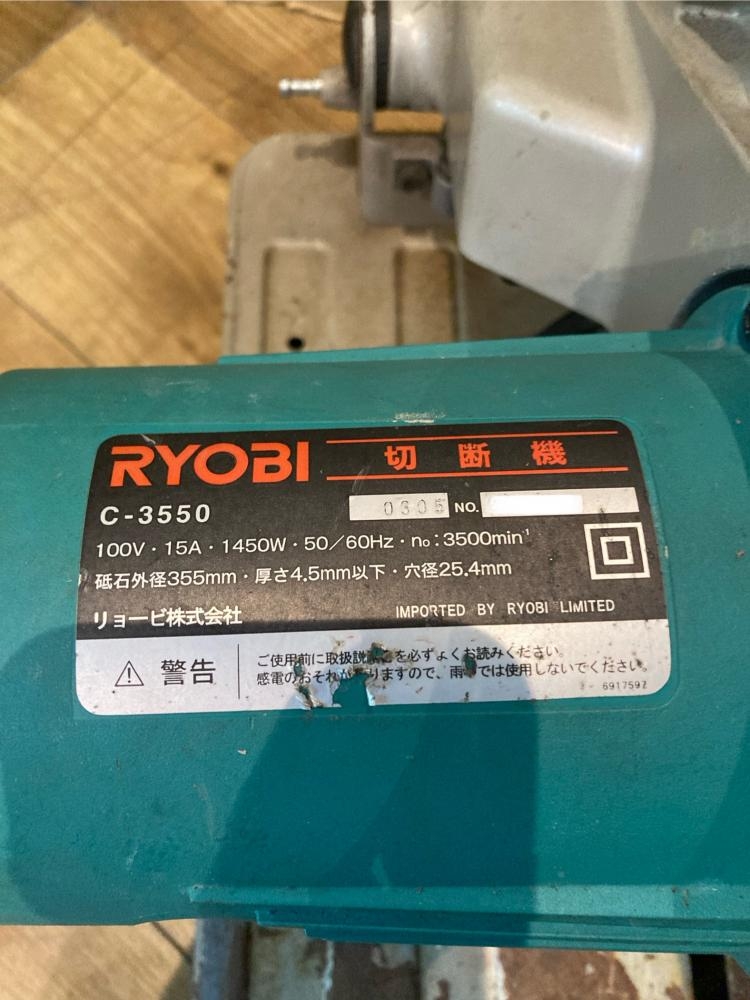 RYOBI 切断機
C-3550 0305 NO.
100V・15A・1450W・50／60Hz・n₀：3500min⁻¹
砥石外径355mm・厚さ4.5mm以下・穴径25.4mm
リョービ株式会社 IMPORTED BY RYOBI LIMITED
警告
ご使用前に取扱説 を必ずよくお読みください。
感電のおそれが りますので、雨 では使用しないでください。
6917592